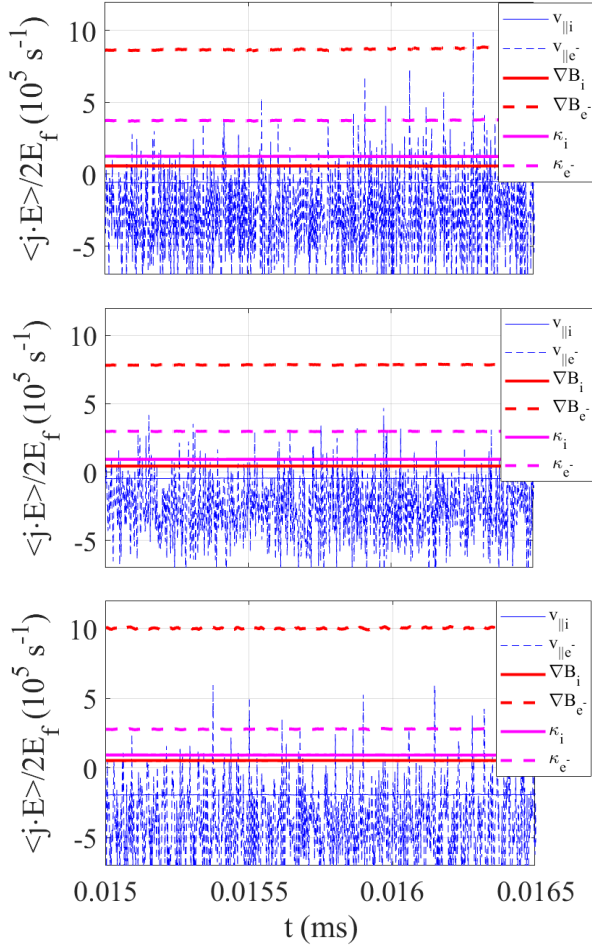 <j·E>/2E_f (10^5 s^-1)
10
5
0
-5
v_||i
v_||e^-
∇B_i
∇B_e^-
κ_i
κ_e^-
<j·E>/2E_f (10^5 s^-1)
10
5
0
-5
v_||i
v_||e^-
∇B_i
∇B_e^-
κ_i
κ_e^-
<j·E>/2E_f (10^5 s^-1)
10
5
0
-5
v_||i
v_||e^-
∇B_i
∇B_e^-
κ_i
κ_e^-
0.015 0.0155 0.016 0.0165
t (ms)